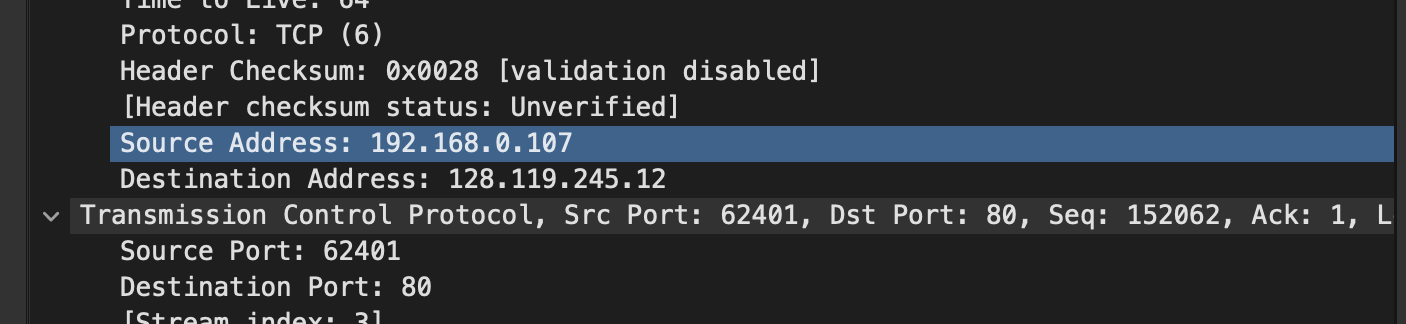 Time to Live: 64
Protocol: TCP (6)
Header Checksum: 0x0028 [validation disabled]
[Header checksum status: Unverified]
Source Address: 192.168.0.107
Destination Address: 128.119.245.12
Transmission Control Protocol, Src Port: 62401, Dst Port: 80, Seq: 152062, Ack: 1, L
Source Port: 62401
Destination Port: 80
[Stream index: 3]